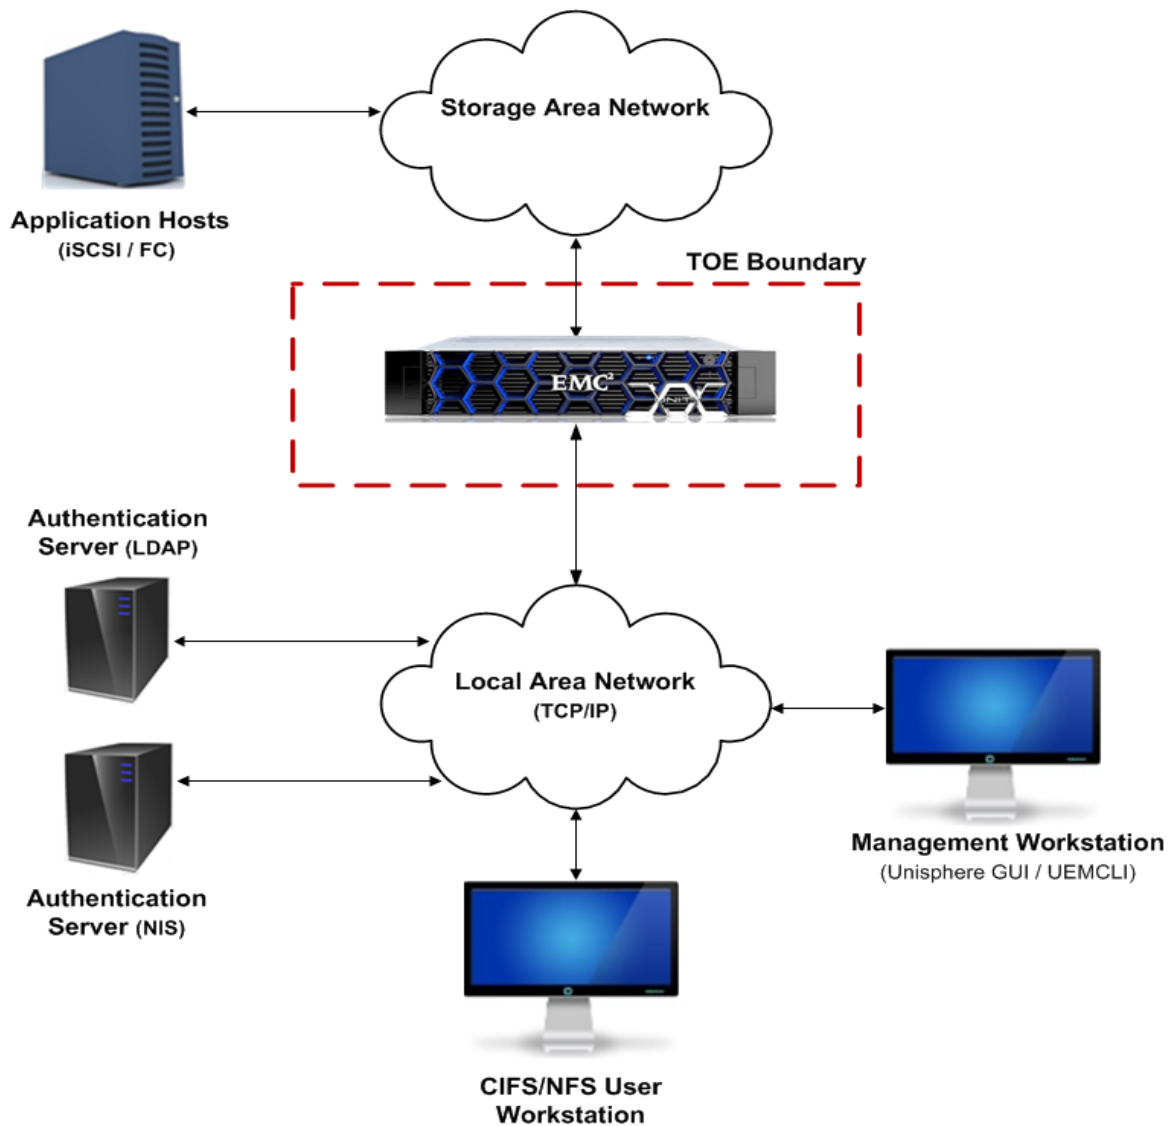 Storage Area Network
Application Hosts
(iSCSI / FC)
TOE Boundary
EMC²
UNITY
Authentication
Server (LDAP)
Local Area Network
(TCP/IP)
Management Workstation
(Unisphere GUI / UEMCLI)
Authentication
Server (NIS)
CIFS/NFS User
Workstation